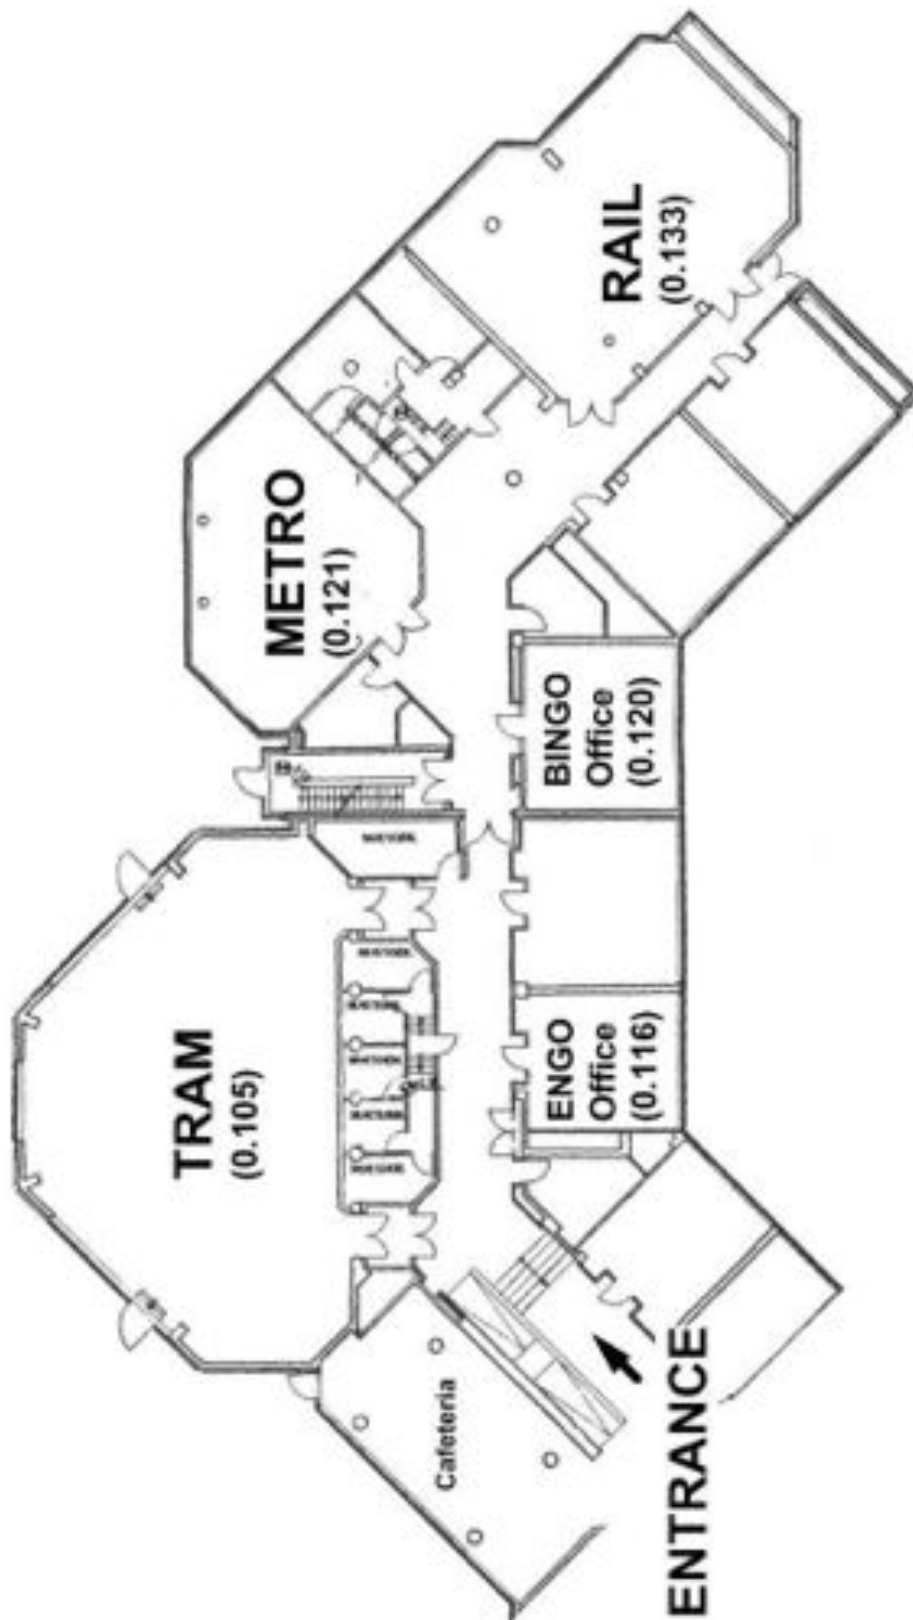 TRAM
(0.105)
METRO
(0.121)
RAIL
(0.133)
Cafeteria
ENGO
Office
(0.116)
BINGO
Office
(0.120)
ENTRANCE